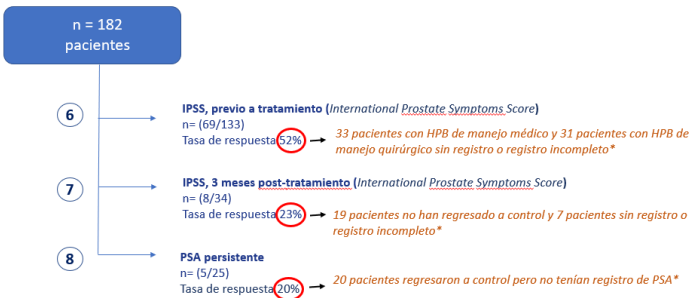 n = 182
pacientes
6
IPSS, previo a tratamiento (International Prostate Symptoms Score)
n= (69/133)
Tasa de respuesta 52%
33 pacientes con HPB de manejo médico y 31 pacientes con HPB de
manejo quirúrgico sin registro o registro incompleto*
7
IPSS, 3 meses post-tratamiento (International Prostate Symptoms Score)
n= (8/34)
Tasa de respuesta 23%
19 pacientes no han regresado a control y 7 pacientes sin registro o
registro incompleto*
8
PSA persistente
n= (5/25)
Tasa de respuesta 20%
20 pacientes regresaron a control pero no tenían registro de PSA*